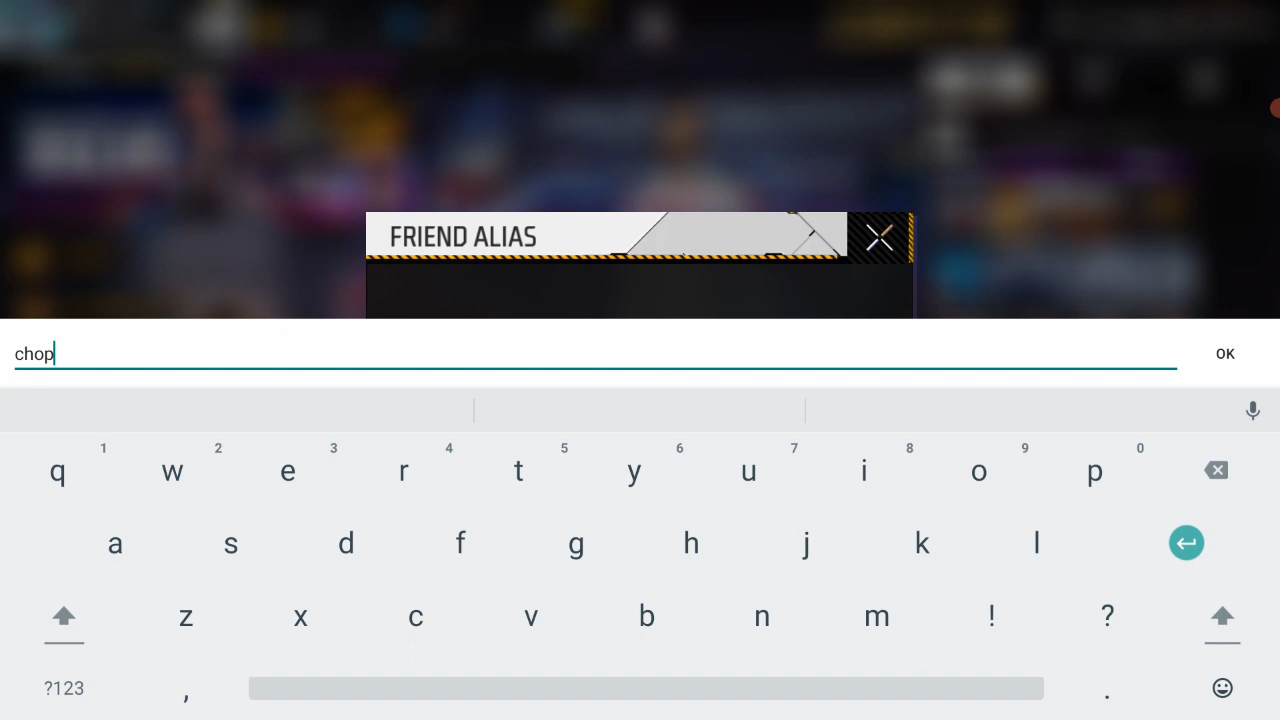 FRIEND ALIAS
chop
OK
1 2 3 4 5 6 7 8 9 0
q w e r t y u i o p
a s d f g h j k l
z x c v b n m ! ?
?123 , .